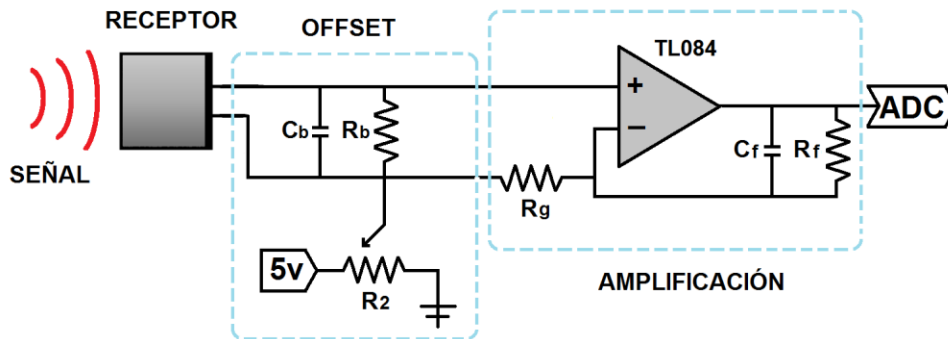 RECEPTOR
OFFSET
TL084
+
−
ADC
Cb
Rb
Cf
Rf
SEÑAL
Rg
5v
R2
AMPLIFICACIÓN